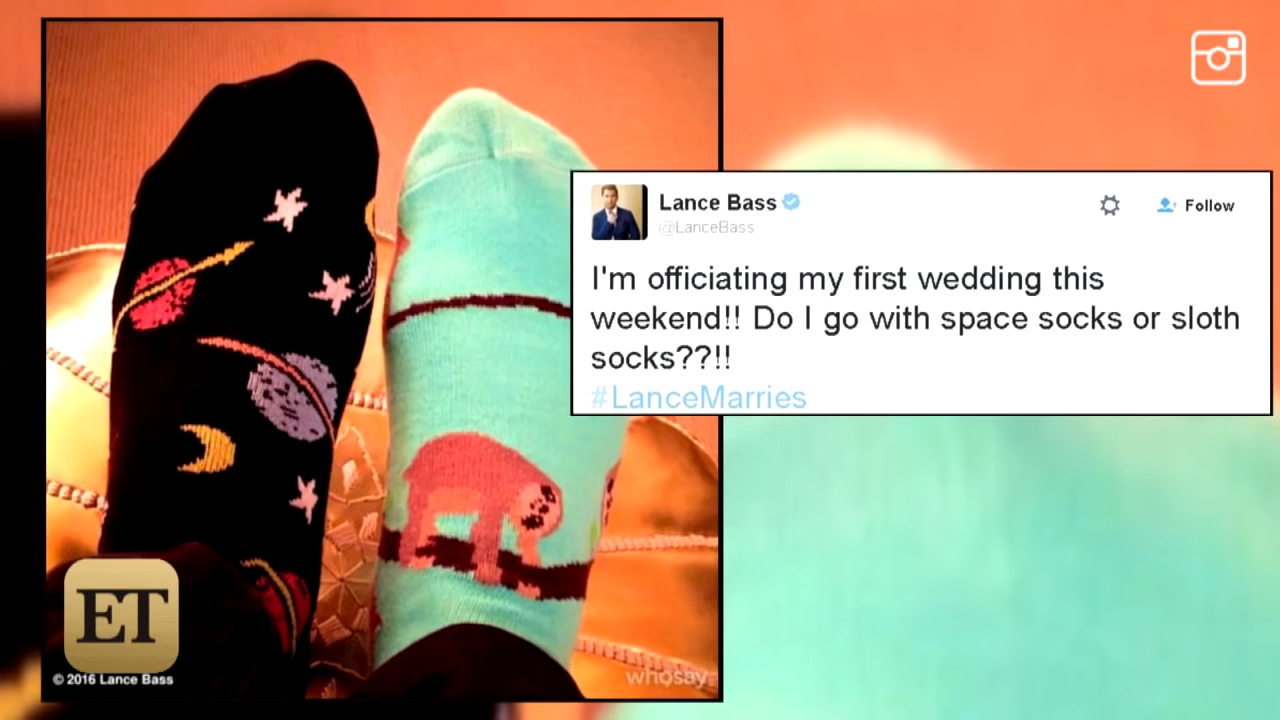 Lance Bass
@LanceBass
Follow
I'm officiating my first wedding this
weekend!! Do I go with space socks or sloth
socks??!!
#LanceMarries
ET
© 2016 Lance Bass
whosay